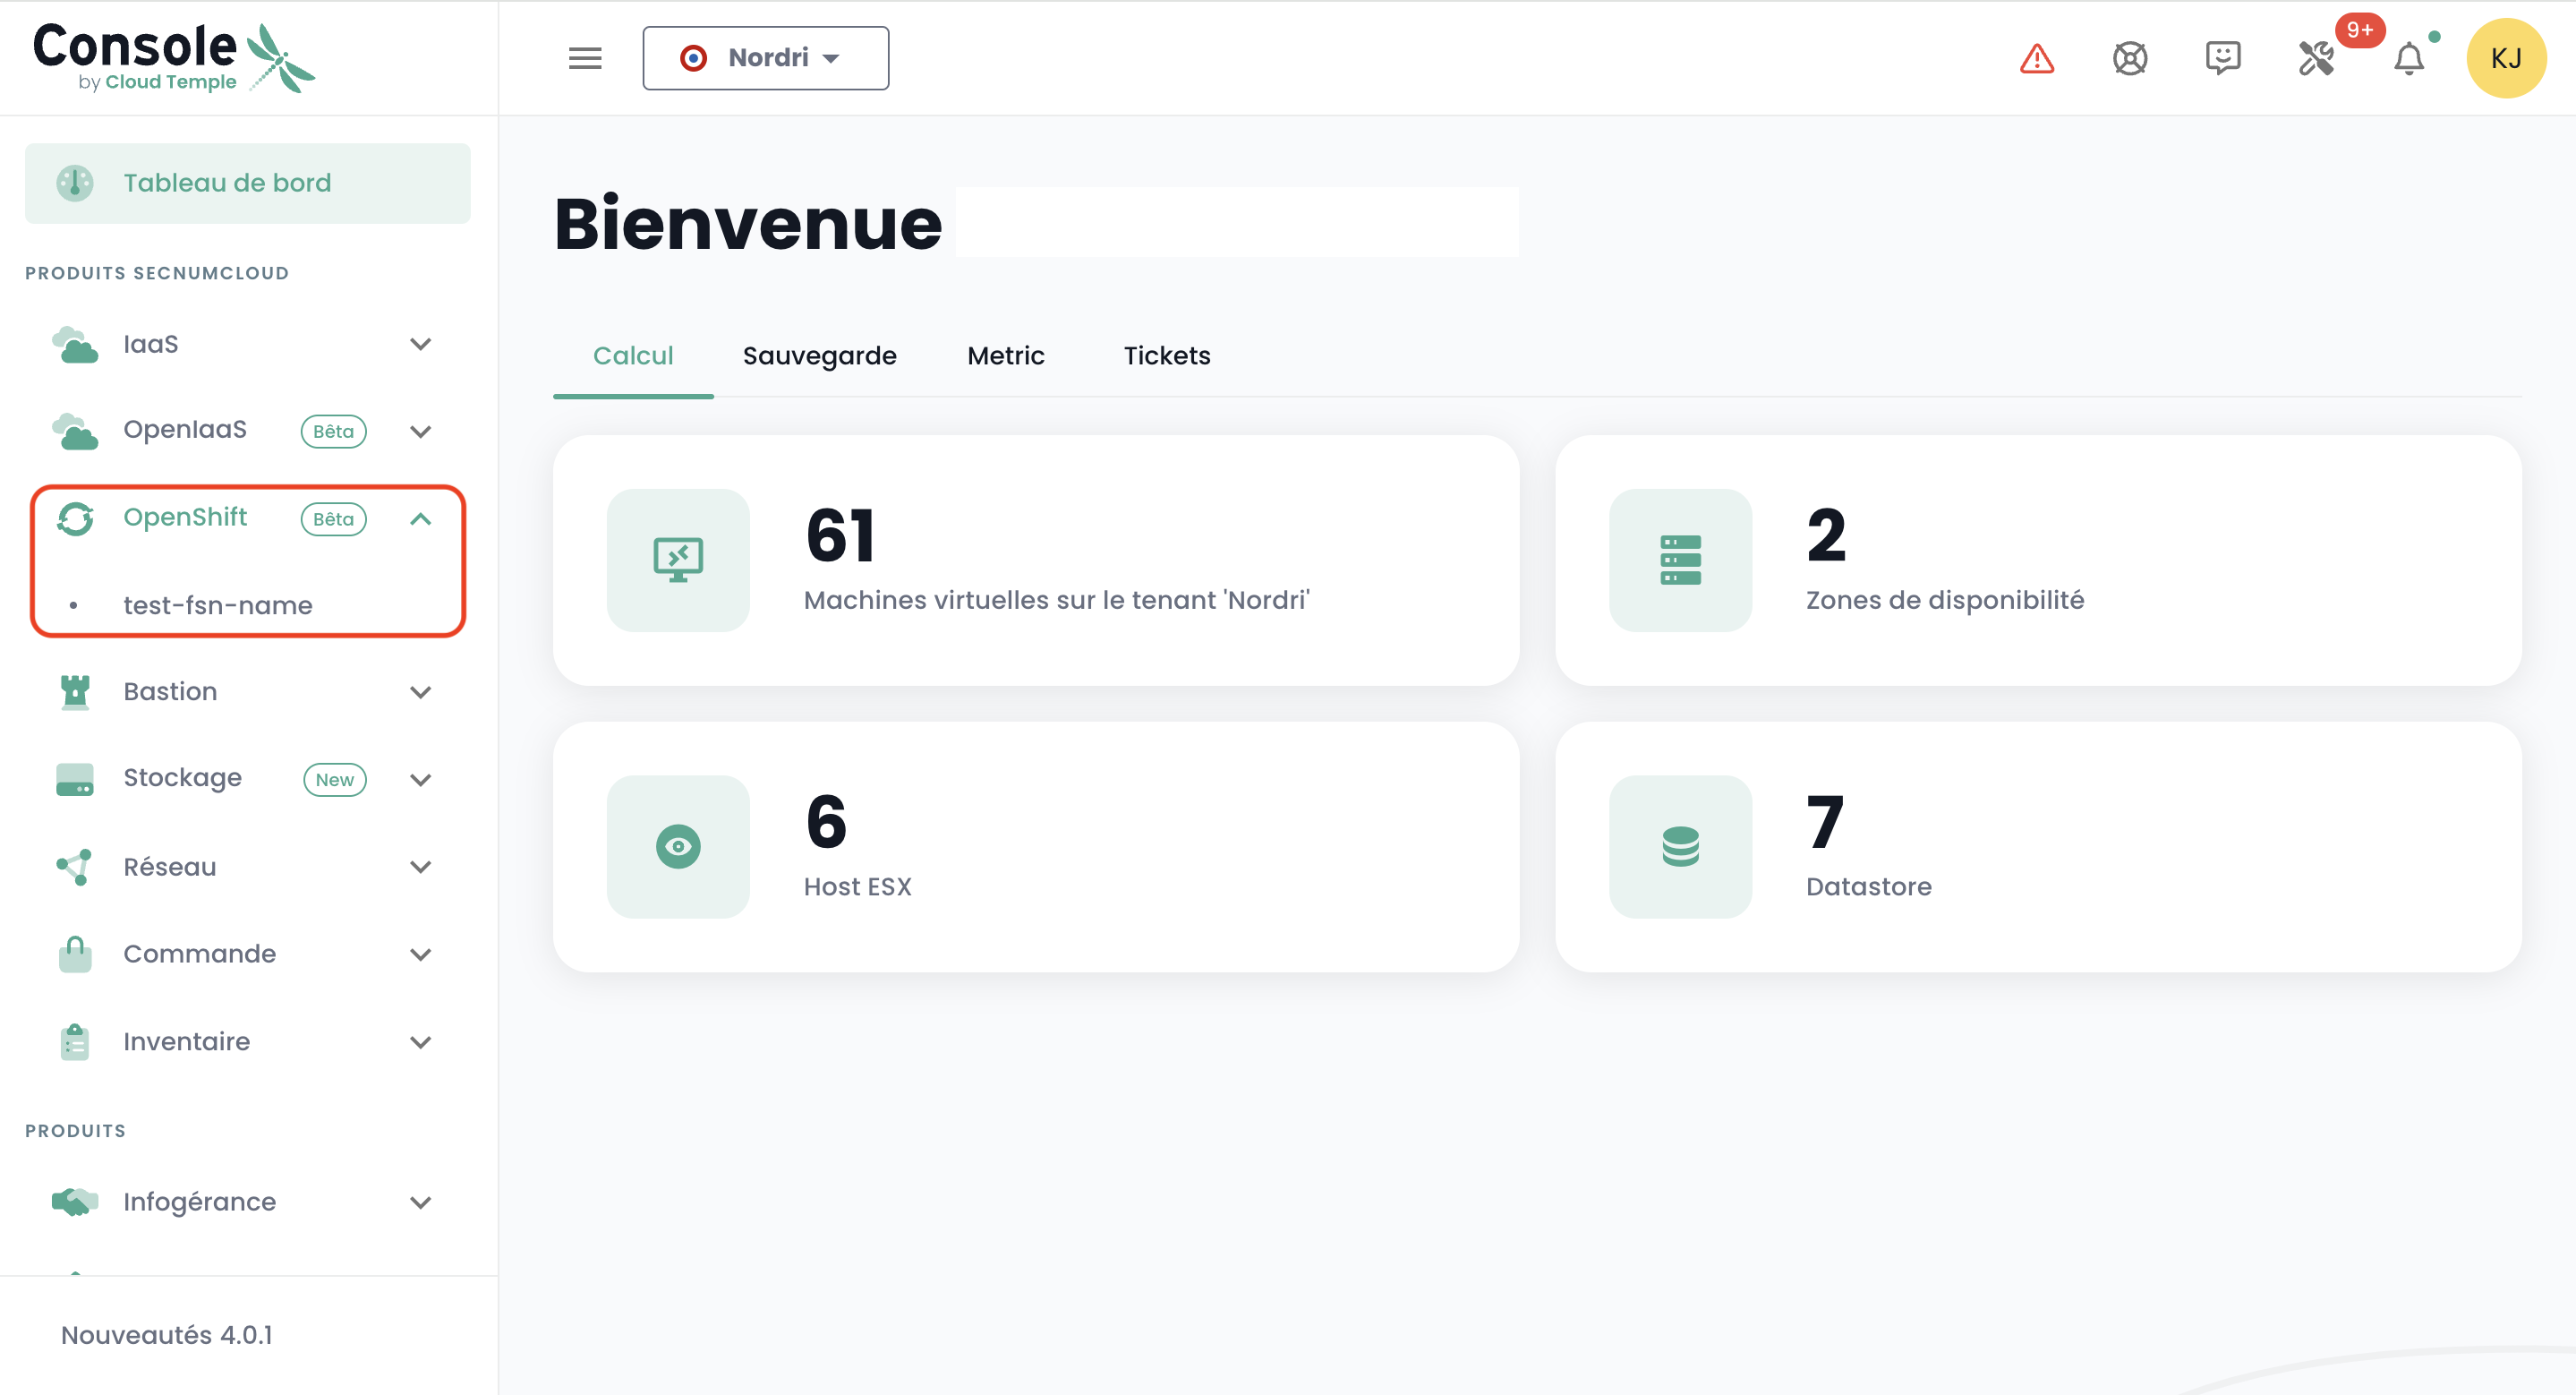 Console
by Cloud Temple
Nordri
9+
KJ
Tableau de bord
PRODUITS SECNUMCLOUD
IaaS
OpenIaaS Bêta
OpenShift Bêta
• test-fsn-name
Bastion
Stockage New
Réseau
Commande
Inventaire
PRODUITS
Infogérance
Nouveautés 4.0.1
Bienvenue
Calcul Sauvegarde Metric Tickets
61
Machines virtuelles sur le tenant 'Nordri'
2
Zones de disponibilité
6
Host ESX
7
Datastore